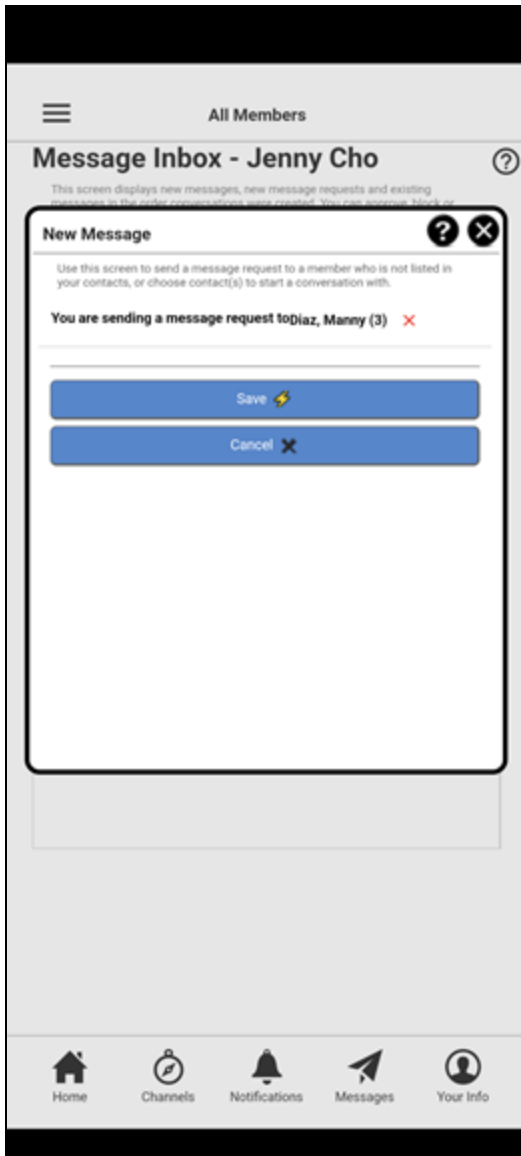 All Members
Message Inbox - Jenny Cho
?
This screen displays new messages, new message requests and existing
messages in the order conversations were created. You can approve, block or
New Message
?
Use this screen to send a message request to a member who is not listed in
your contacts, or choose contact(s) to start a conversation with.
You are sending a message request toDiaz, Manny (3)
Save
Cancel
Home Channels Notifications Messages Your Info